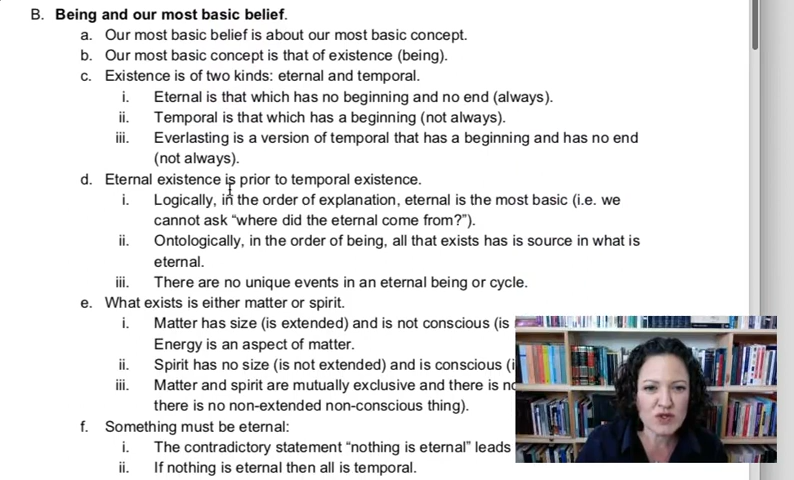 B. Being and our most basic belief.
a. Our most basic belief is about our most basic concept.
b. Our most basic concept is that of existence (being).
c. Existence is of two kinds: eternal and temporal.
i. Eternal is that which has no beginning and no end (always).
ii. Temporal is that which has a beginning (not always).
iii. Everlasting is a version of temporal that has a beginning and has no end
(not always).
d. Eternal existence is prior to temporal existence.
i. Logically, in the order of explanation, eternal is the most basic (i.e. we
cannot ask “where did the eternal come from?”).
ii. Ontologically, in the order of being, all that exists has is source in what is
eternal.
iii. There are no unique events in an eternal being or cycle.
e. What exists is either matter or spirit.
i. Matter has size (is extended) and is not conscious (is
Energy is an aspect of matter.
ii. Spirit has no size (is not extended) and is conscious (i
iii. Matter and spirit are mutually exclusive and there is
there is no non-extended non-conscious thing).
f. Something must be eternal:
i. The contradictory statement “nothing is eternal” leads
ii. If nothing is eternal then all is temporal.